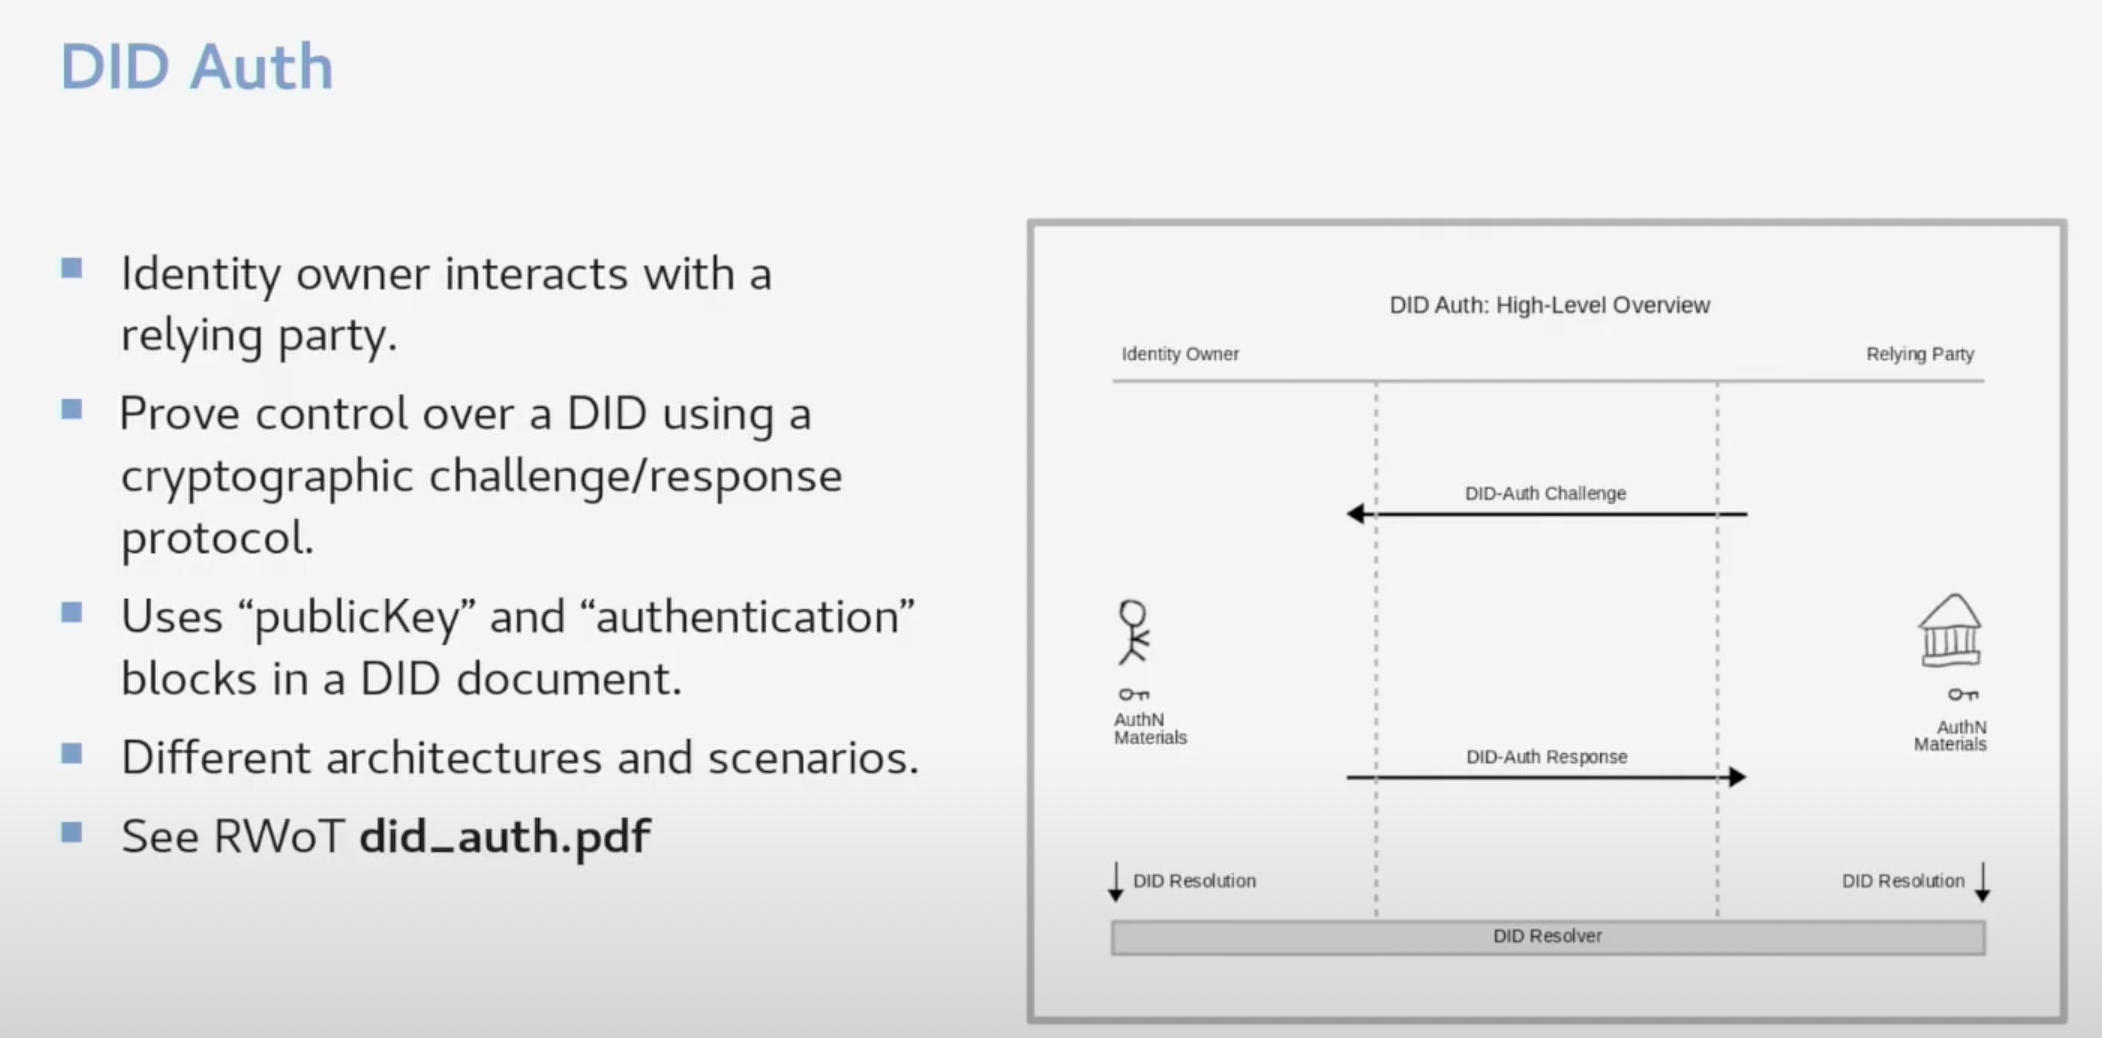 DID Auth
Identity owner interacts with a
relying party.
Prove control over a DID using a
cryptographic challenge/response
protocol.
Uses “publicKey” and “authentication”
blocks in a DID document.
Different architectures and scenarios.
See RWoT did_auth.pdf
DID Auth: High-Level Overview
Identity Owner
Relying Party
DID-Auth Challenge
AuthN
Materials
AuthN
Materials
DID-Auth Response
DID Resolution
DID Resolution
DID Resolver